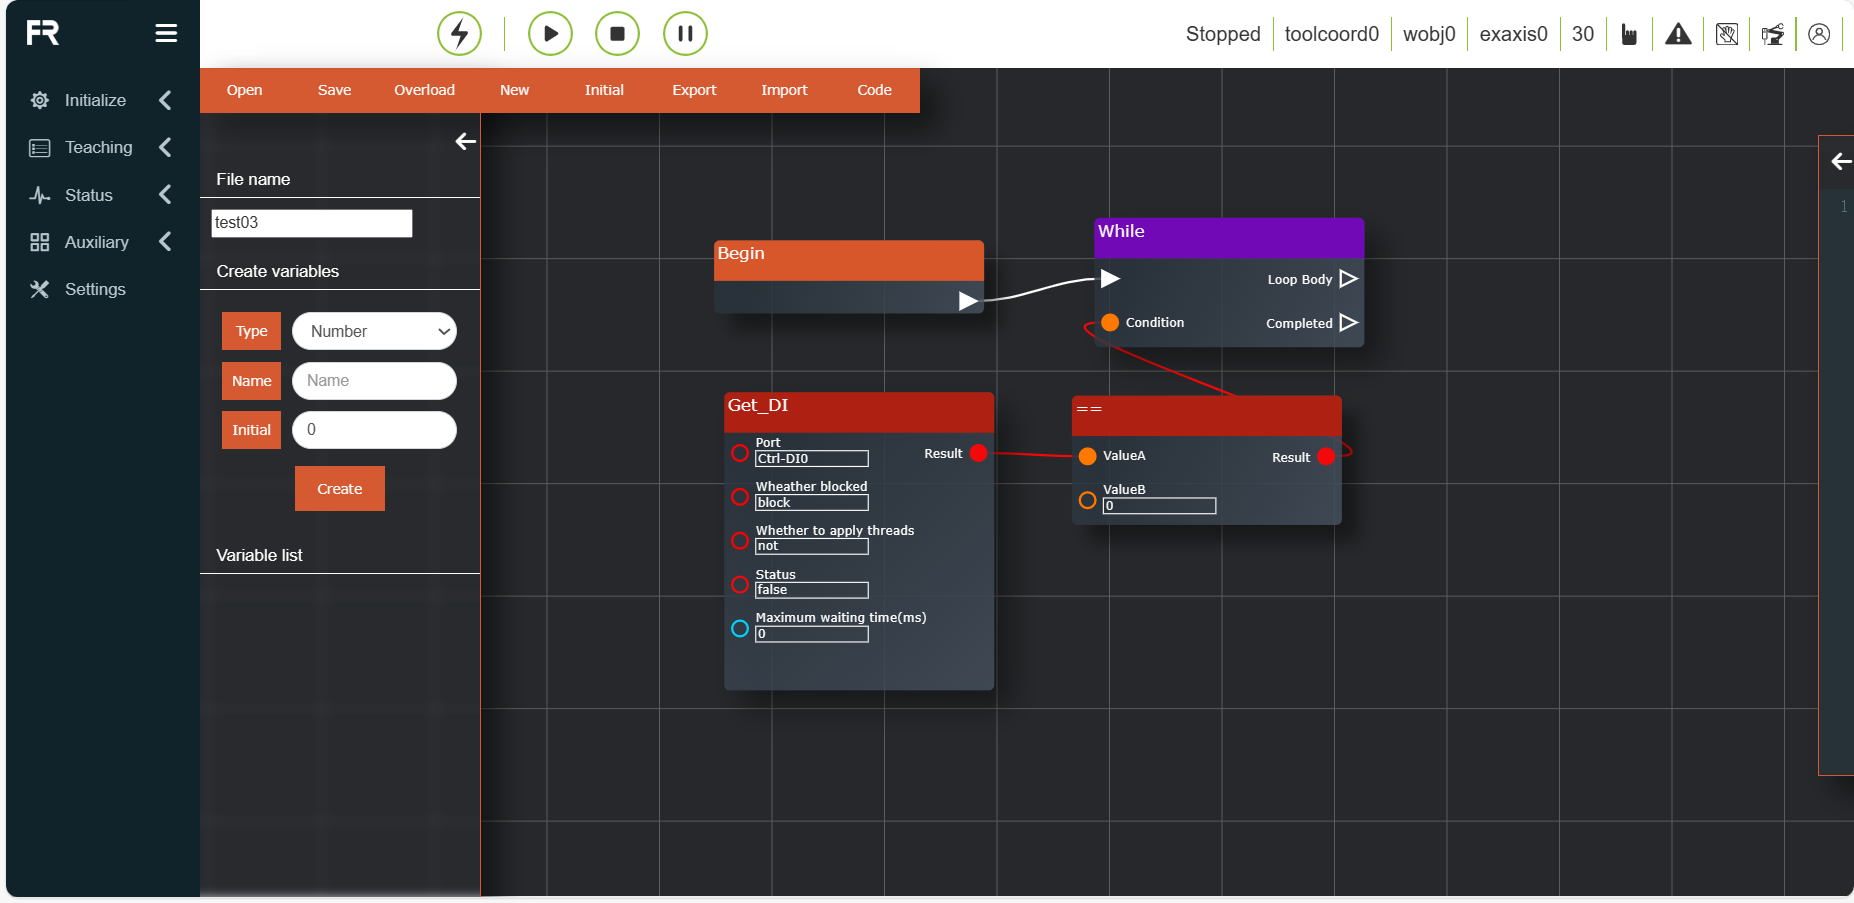 FR
Stopped
toolcoord0
wobj0
exaxis0
30
Initialize
Teaching
Status
Auxiliary
Settings
Open
Save
Overload
New
Initial
Export
Import
Code
File name
test03
Create variables
Type
Number
Name
Name
Initial
0
Create
Variable list
Begin
While
Loop Body
Condition
Completed
Get_DI
Port
Ctrl-DI0
Result
Wheather blocked
block
Whether to apply threads
not
Status
false
Maximum waiting time(ms)
0
==
ValueA
Result
ValueB
0
1